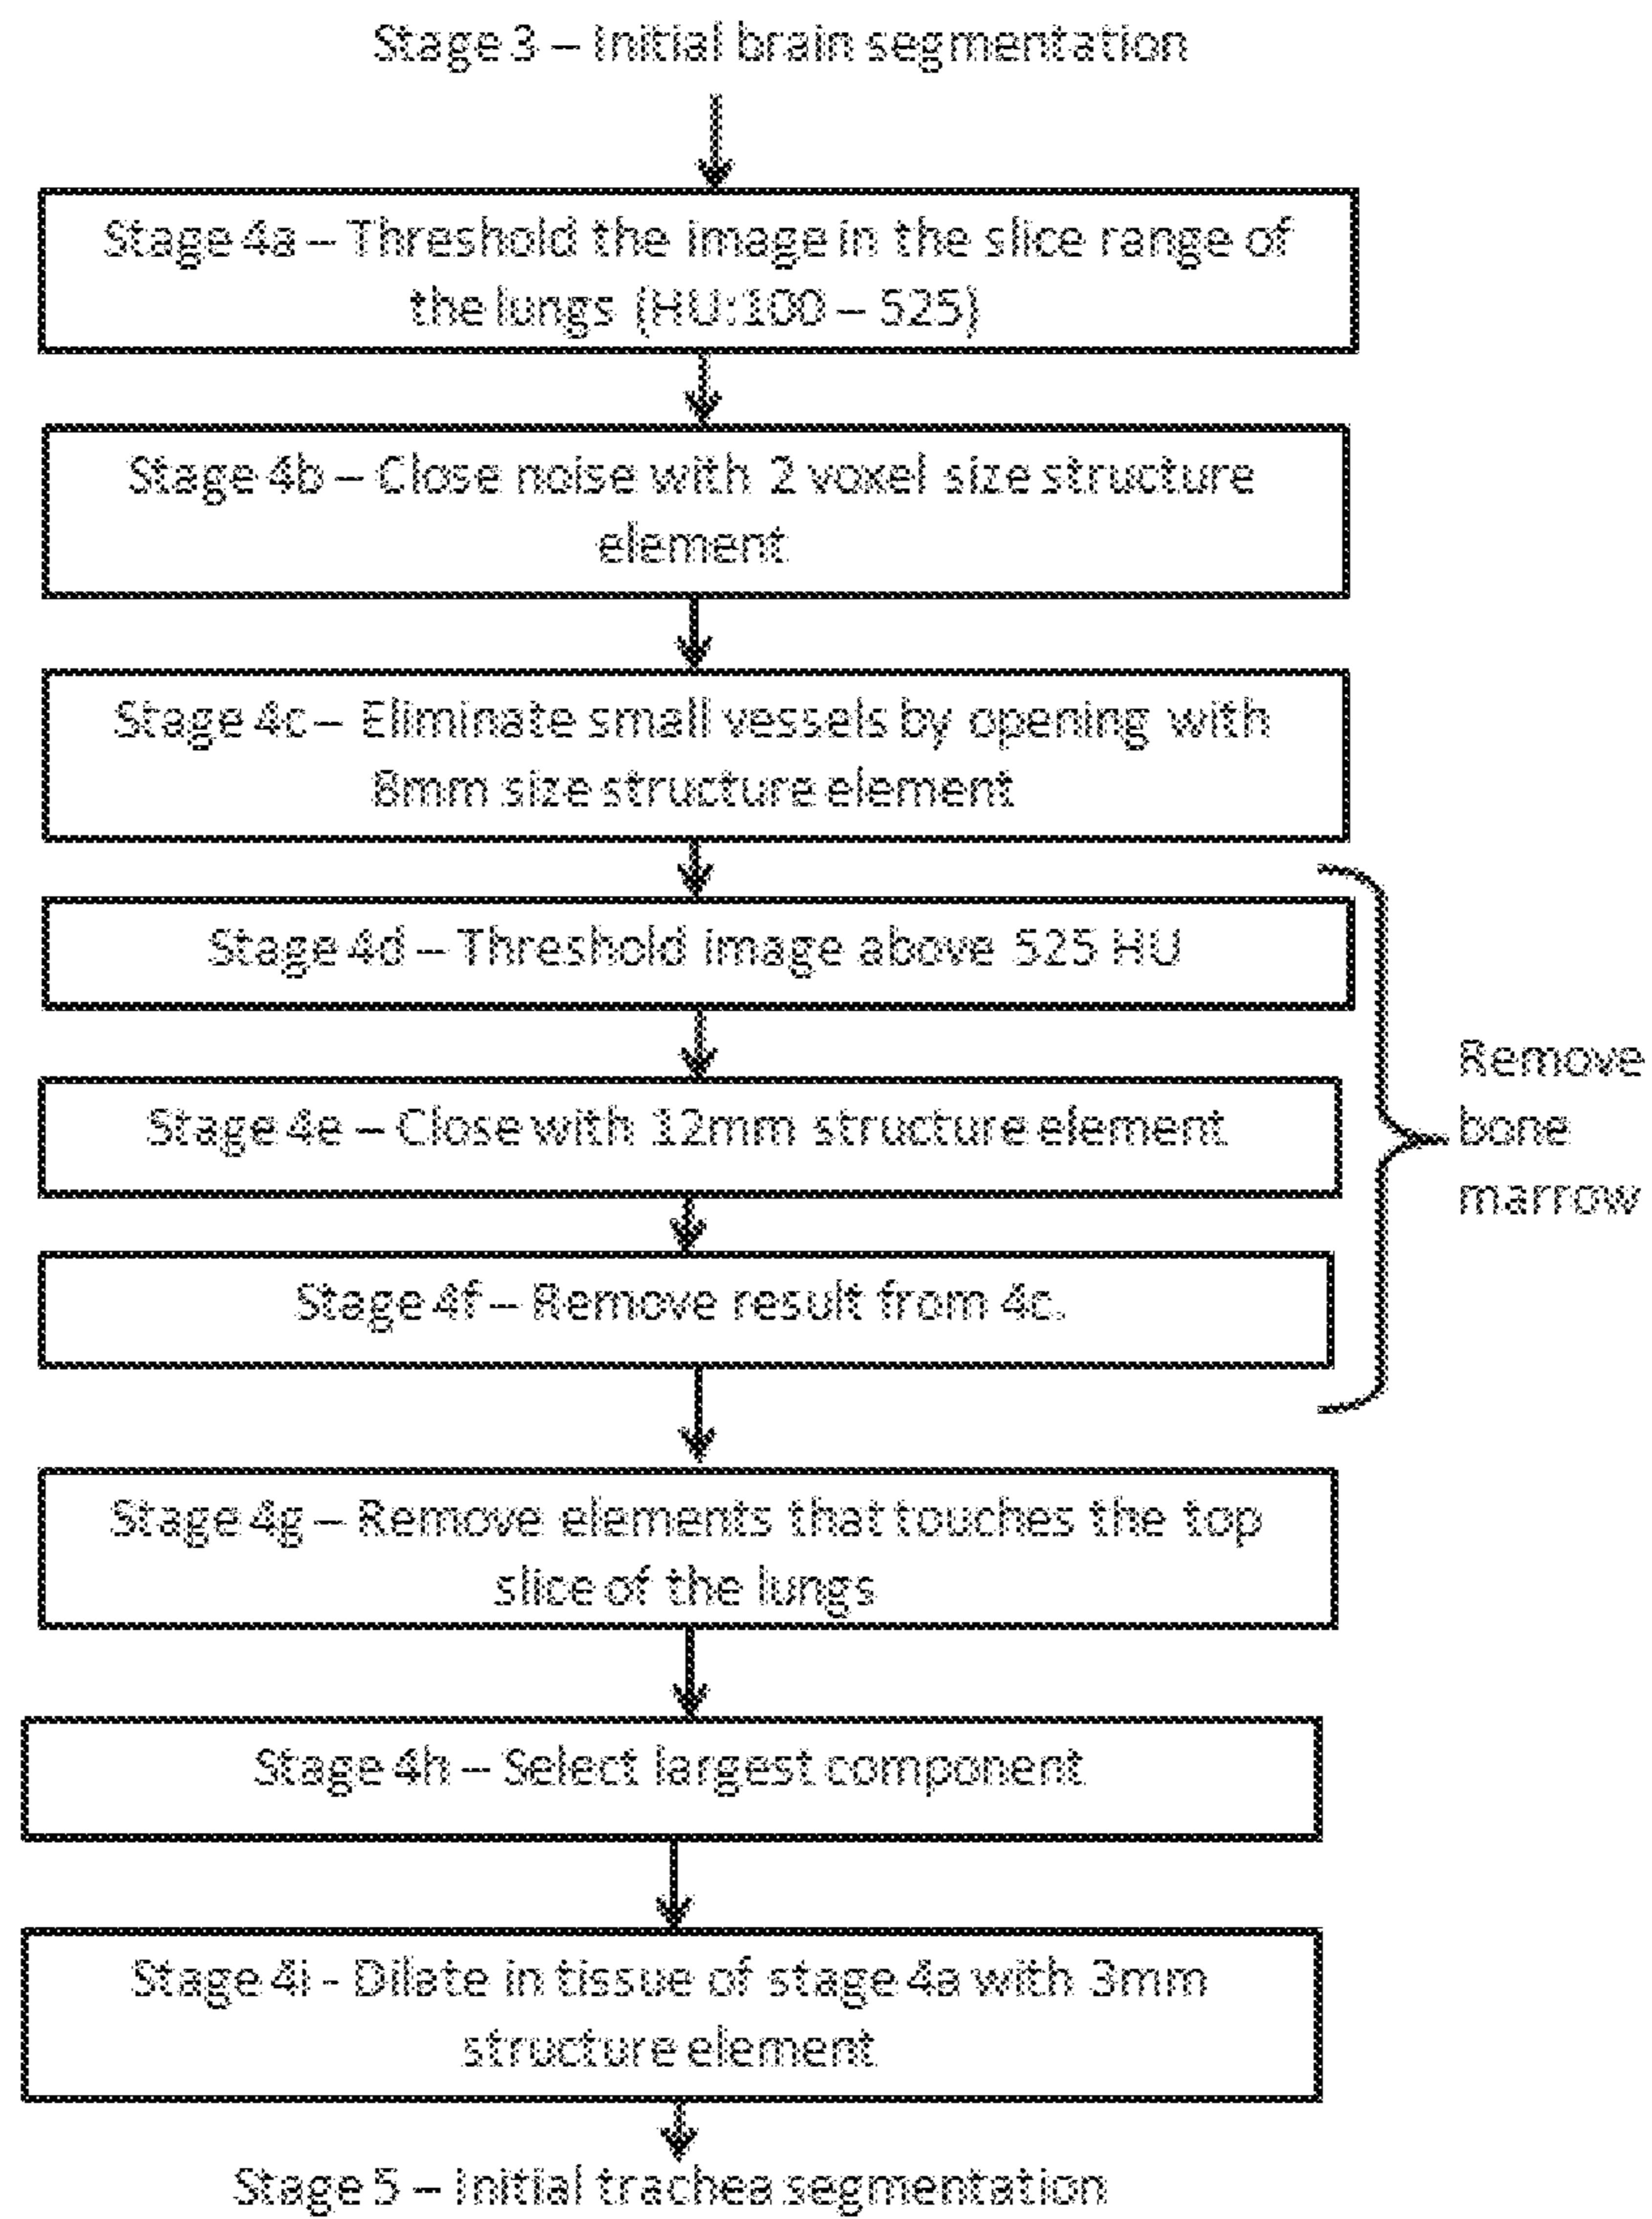 Stage 3 – Initial brain segmentation
Stage 4a – Threshold the image in the slice range of
the lungs (HU:100 – 525)
Stage 4b – Close noise with 2 voxel size structure
element
Stage 4c – Eliminate small vessels by opening with
8mm size structure element
Stage 4d – Threshold image above 525 HU
Stage 4e – Close with 12mm structure element
Stage 4f – Remove result from 4c.
Remove
bone
marrow
Stage 4g – Remove elements that touches the top
slice of the lungs
Stage 4h – Select largest component
Stage 4i - Dilate in tissue of stage 4a with 3mm
structure element
Stage 5 – Initial trachea segmentation